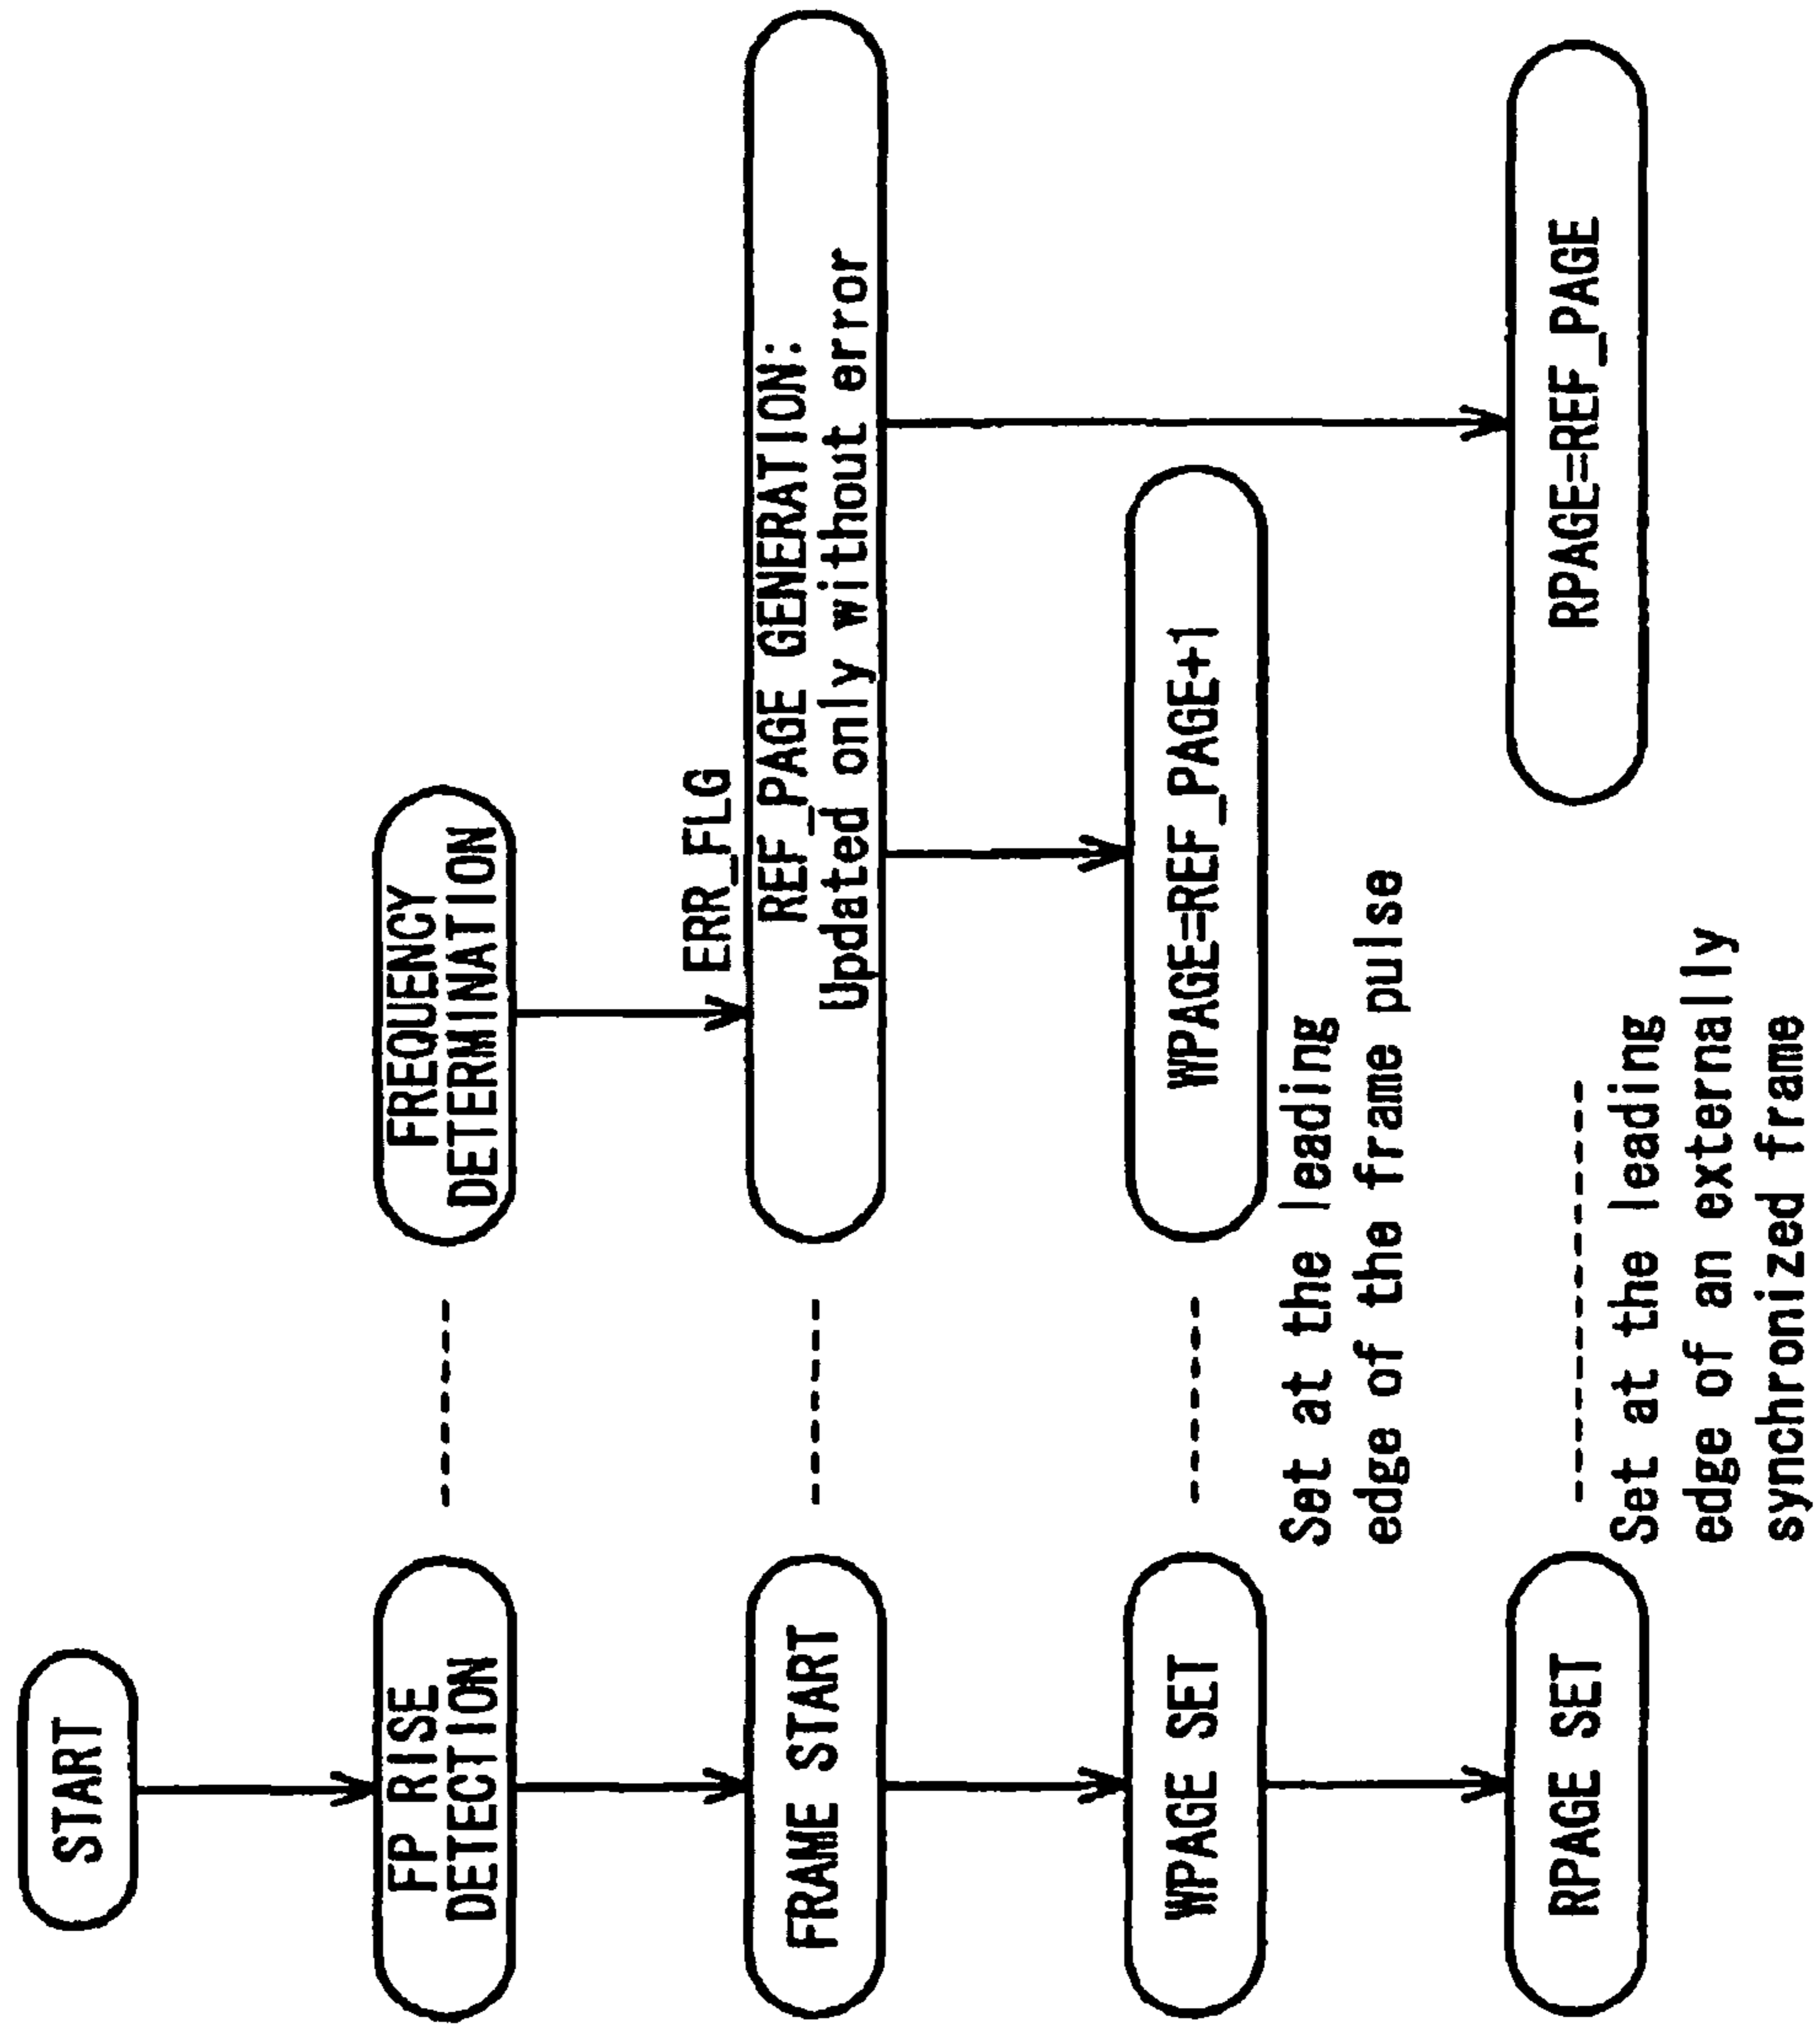 START
FP RISE
DETECTION
FREQUENCY
DETERMINATION
ERR_FLG
FRAME START
REF_PAGE GENERATION:
Updated only without error
WPAGE SET
WPAGE=REF_PAGE+1
Set at the leading
edge of the frame pulse
RPAGE SET
RPAGE=REF_PAGE
Set at the leading
edge of an externally
synchronized frame